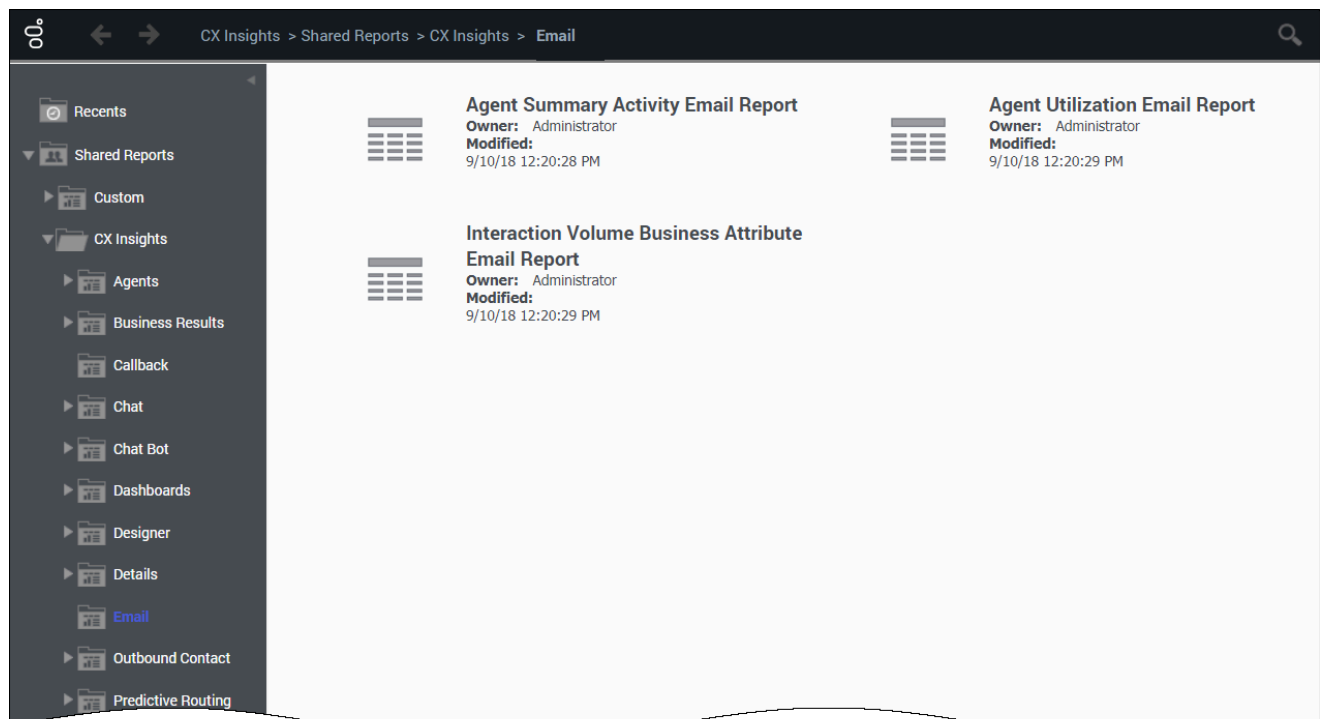 CX Insights > Shared Reports > CX Insights > Email
Recents
Shared Reports
Custom
CX Insights
Agents
Business Results
Callback
Chat
Chat Bot
Dashboards
Designer
Details
Email
Outbound Contact
Predictive Routing
Agent Summary Activity Email Report
Owner: Administrator
Modified:
9/10/18 12:20:28 PM
Agent Utilization Email Report
Owner: Administrator
Modified:
9/10/18 12:20:29 PM
Interaction Volume Business Attribute
Email Report
Owner: Administrator
Modified:
9/10/18 12:20:29 PM